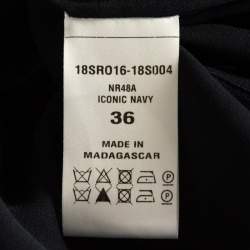 18SRO16-18S004
NR48A
ICONIC NAVY
36
MADE IN
MADAGASCAR